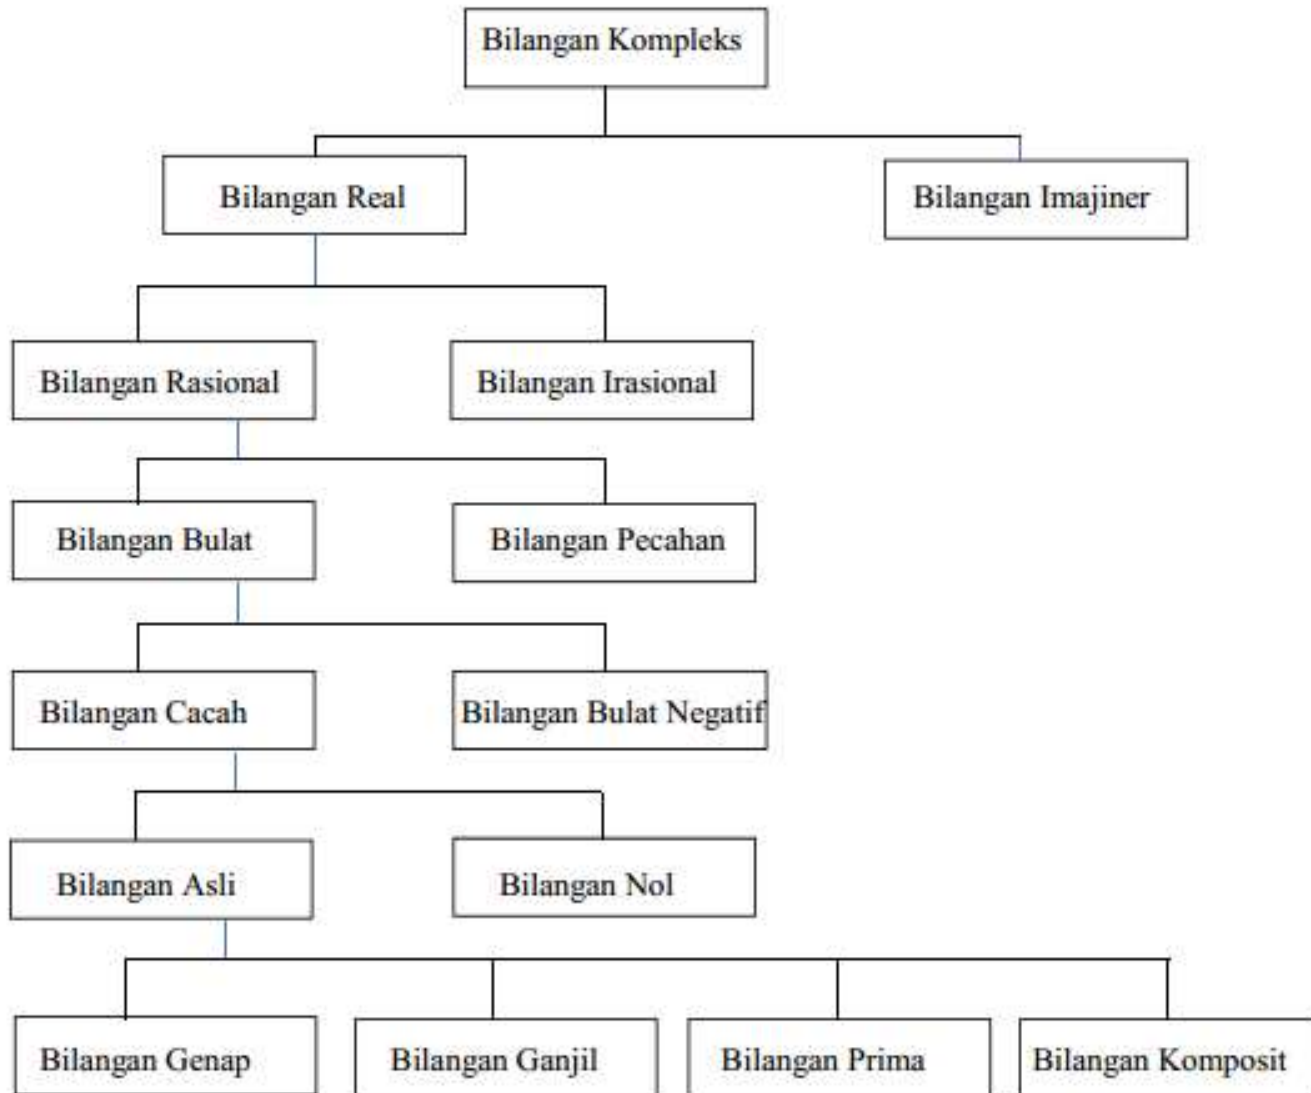 Bilangan Kompleks
Bilangan Real
Bilangan Imajiner
Bilangan Rasional
Bilangan Irasional
Bilangan Bulat
Bilangan Pecahan
Bilangan Cacah
Bilangan Bulat Negatif
Bilangan Asli
Bilangan Nol
Bilangan Genap
Bilangan Ganjil
Bilangan Prima
Bilangan Komposit